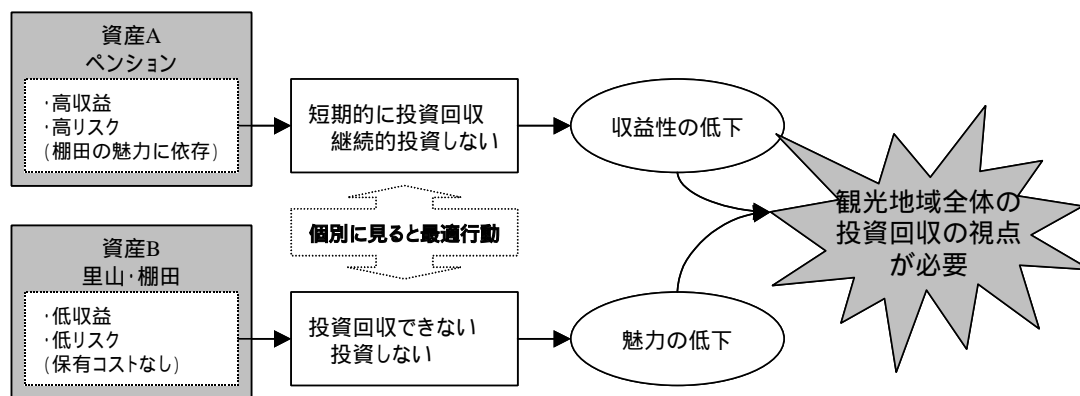 資産A
ペンション
･高収益
･高リスク
(棚田の魅力に依存)
短期的に投資回収
継続的投資しない
収益性の低下
個別に見ると最適行動
観光地域全体の
投資回収の視点
が必要
資産B
里山･棚田
･低収益
･低リスク
(保有コストなし)
投資回収できない
投資しない
魅力の低下